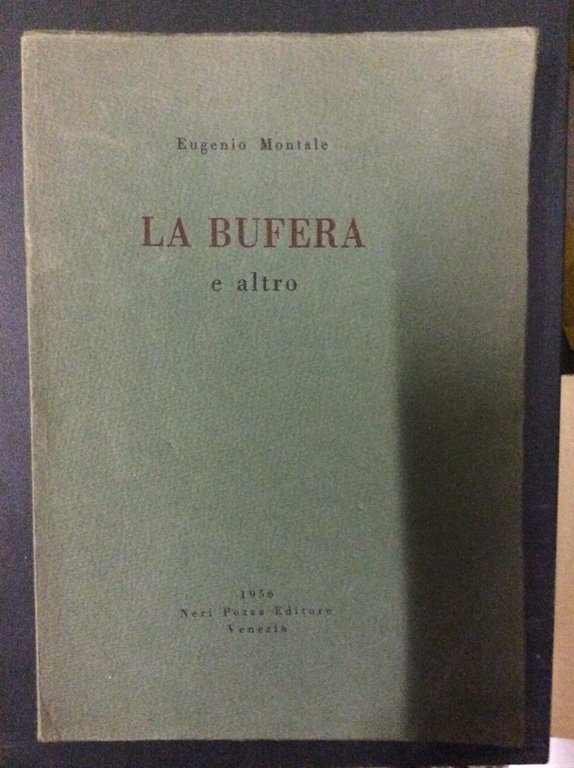 Eugenio Montale
LA BUFERA
e altro
1956
Neri Pozza Editore
Venezia